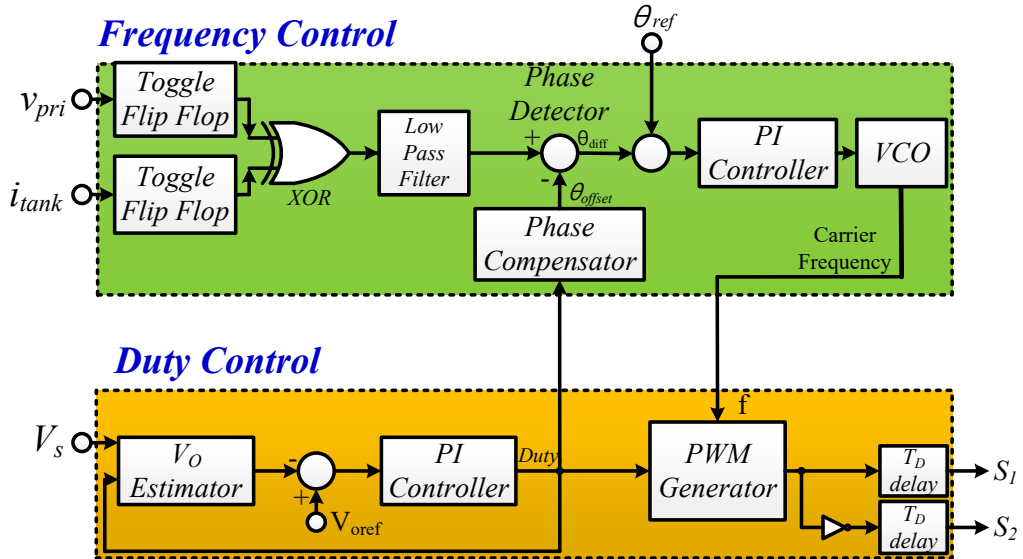 Frequency Control
θref
vpri
Toggle
Flip Flop
itank
Toggle
Flip Flop
XOR
Low
Pass
Filter
Phase
Detector
+
-
θdiff
θoffset
Phase
Compensator
PI
Controller
VCO
Carrier
Frequency
Duty Control
Vs
VO
Estimator
-
+
Voref
PI
Controller
Duty
f
PWM
Generator
TD
delay
S1
TD
delay
S2